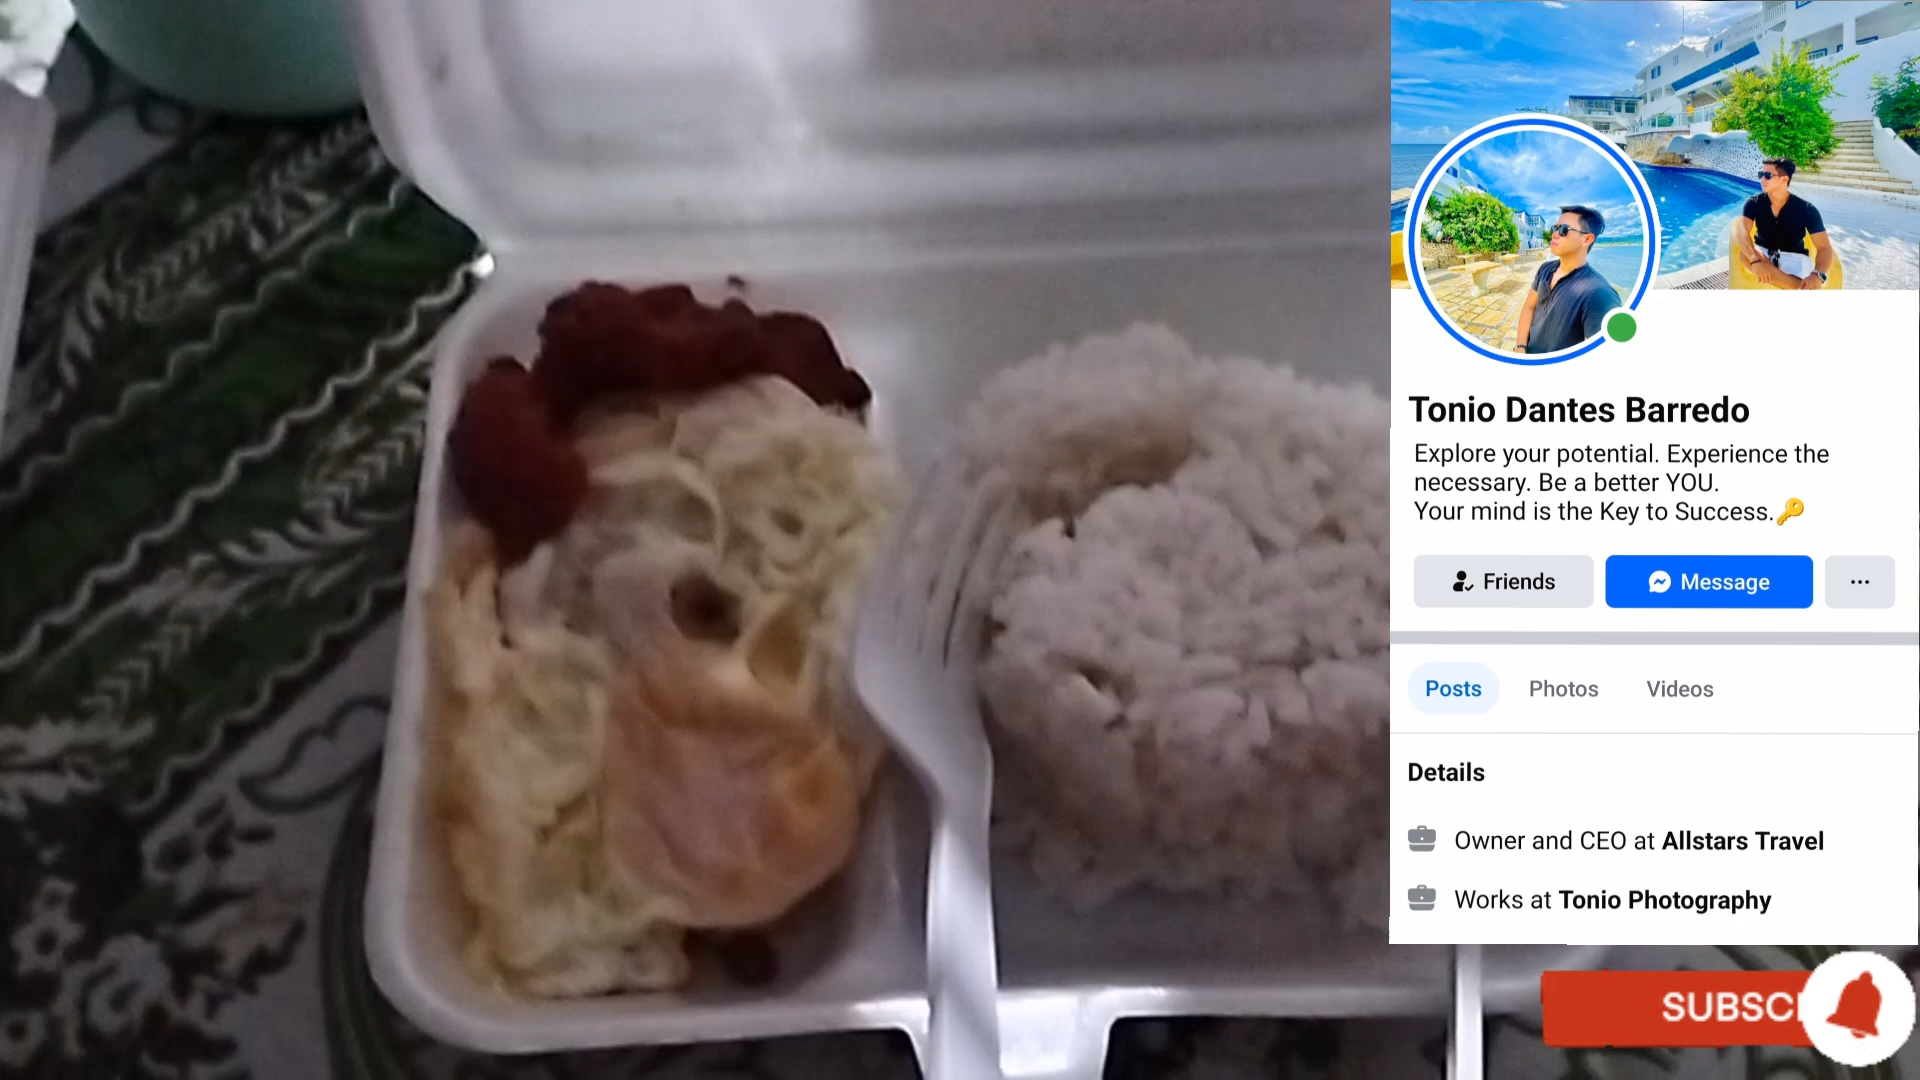 Tonio Dantes Barredo
Explore your potential. Experience the
necessary. Be a better YOU.
Your mind is the Key to Success.🔑
Friends
Message
Posts
Photos
Videos
Details
Owner and CEO at Allstars Travel
Works at Tonio Photography
SUBSC